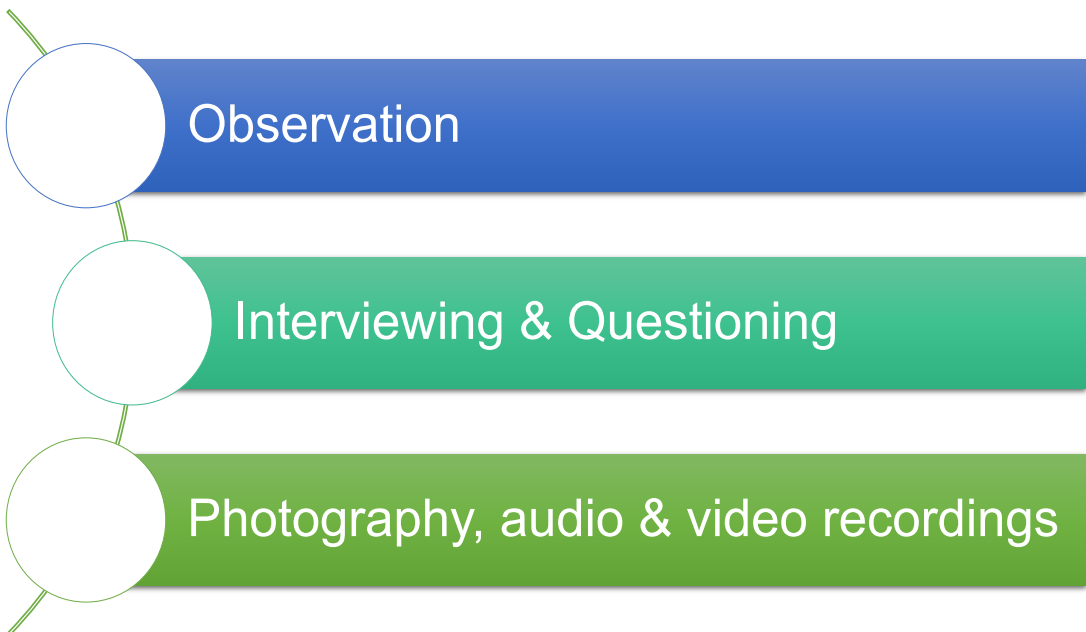 Observation
Interviewing & Questioning
Photography, audio & video recordings